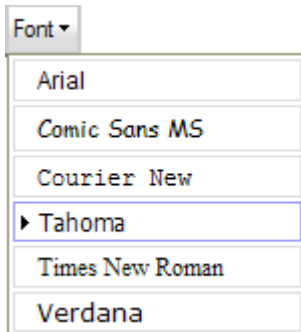 Font
Arial
Comic Sans MS
Courier New
Tahoma
Times New Roman
Verdana